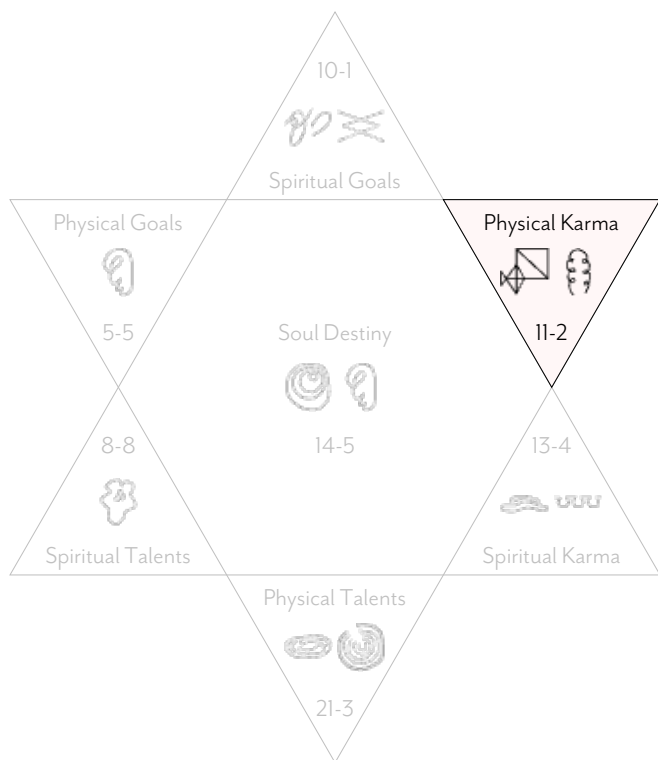 10-1
Spiritual Goals
Physical Goals
5-5
Physical Karma
11-2
Soul Destiny
14-5
8-8
Spiritual Talents
13-4
Spiritual Karma
Physical Talents
21-3